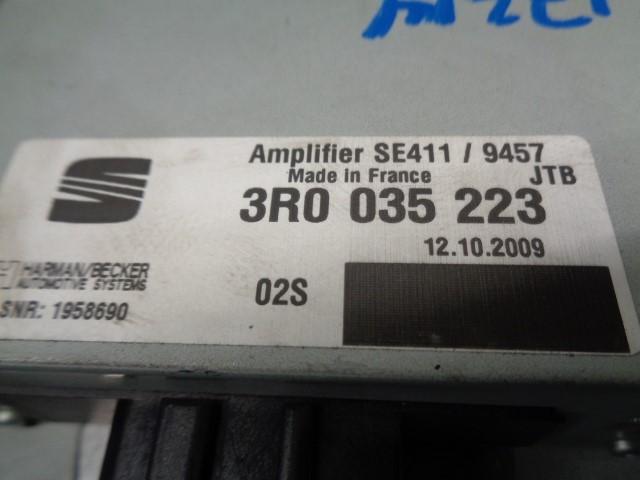 Amplifier SE411 / 9457
Made in France
JTB
3R0 035 223
12.10.2009
HARMAN/BECKER
AUTOMOTIVE SYSTEMS
02S
SNR: 1958690